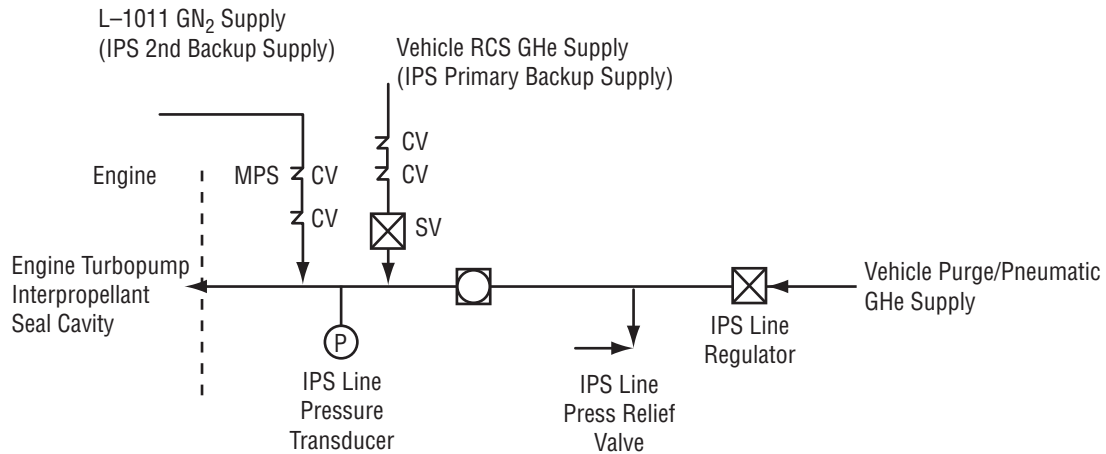 L–1011 GN2 Supply
(IPS 2nd Backup Supply)
Vehicle RCS GHe Supply
(IPS Primary Backup Supply)
CV
CV
Engine
MPS
CV
CV
SV
Engine Turbopump
Interpropellant
Seal Cavity
Vehicle Purge/Pneumatic
GHe Supply
P
IPS Line
Pressure
Transducer
IPS Line
Press Relief
Valve
IPS Line
Regulator